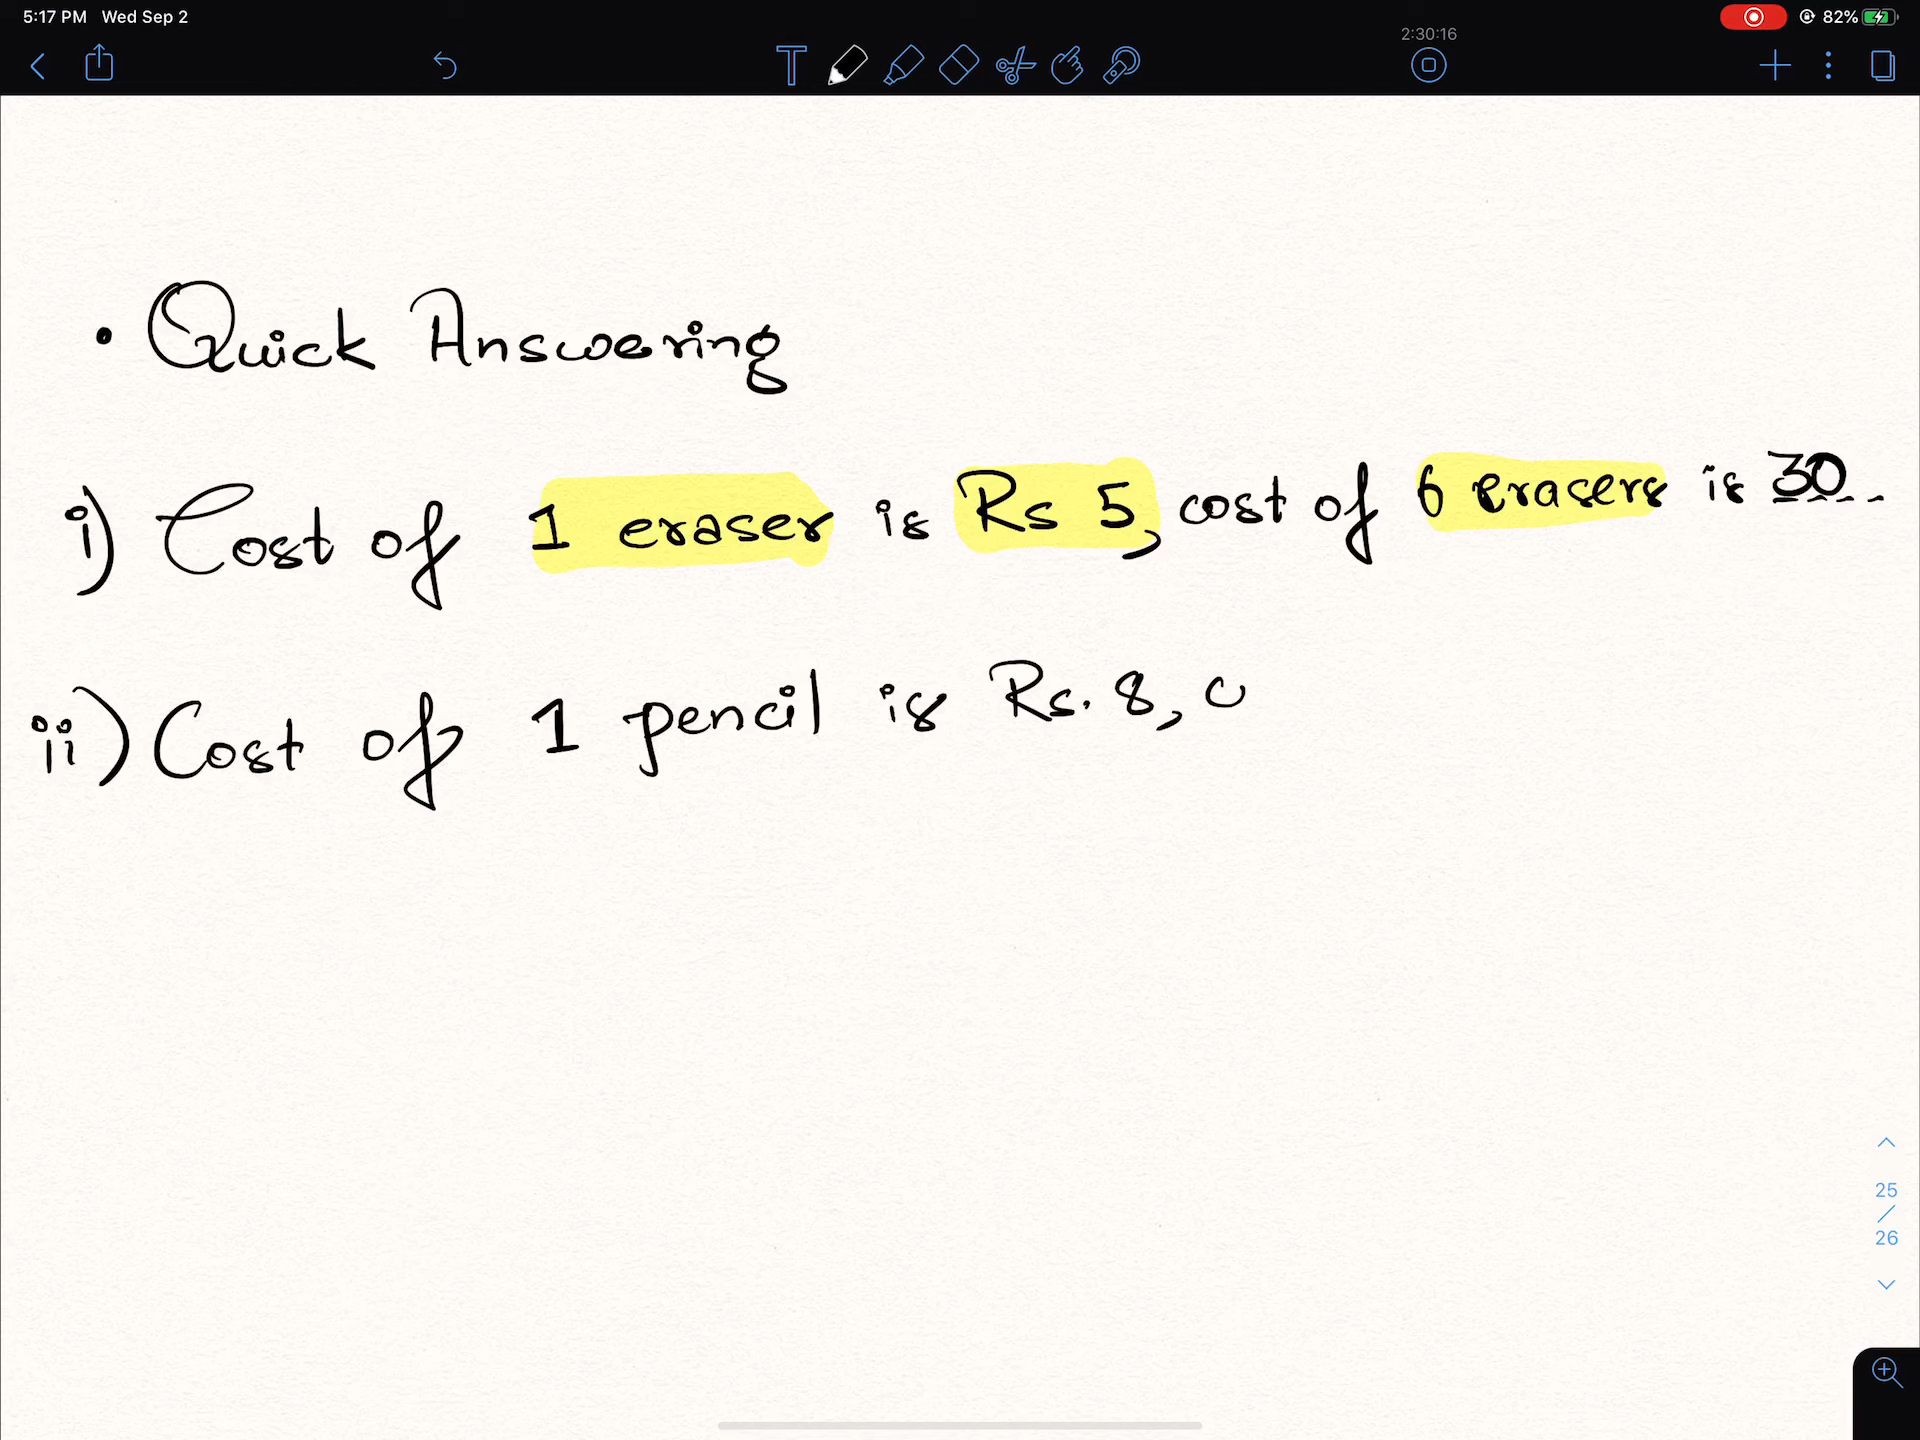 5:17 PM Wed Sep 2
82%
2:30:16
T
• Quick Answering
i) Cost of 1 eraser is Rs 5, cost of 6 erasers is 30
ii) Cost of 1 pencil is Rs. 8, c
25
/
26